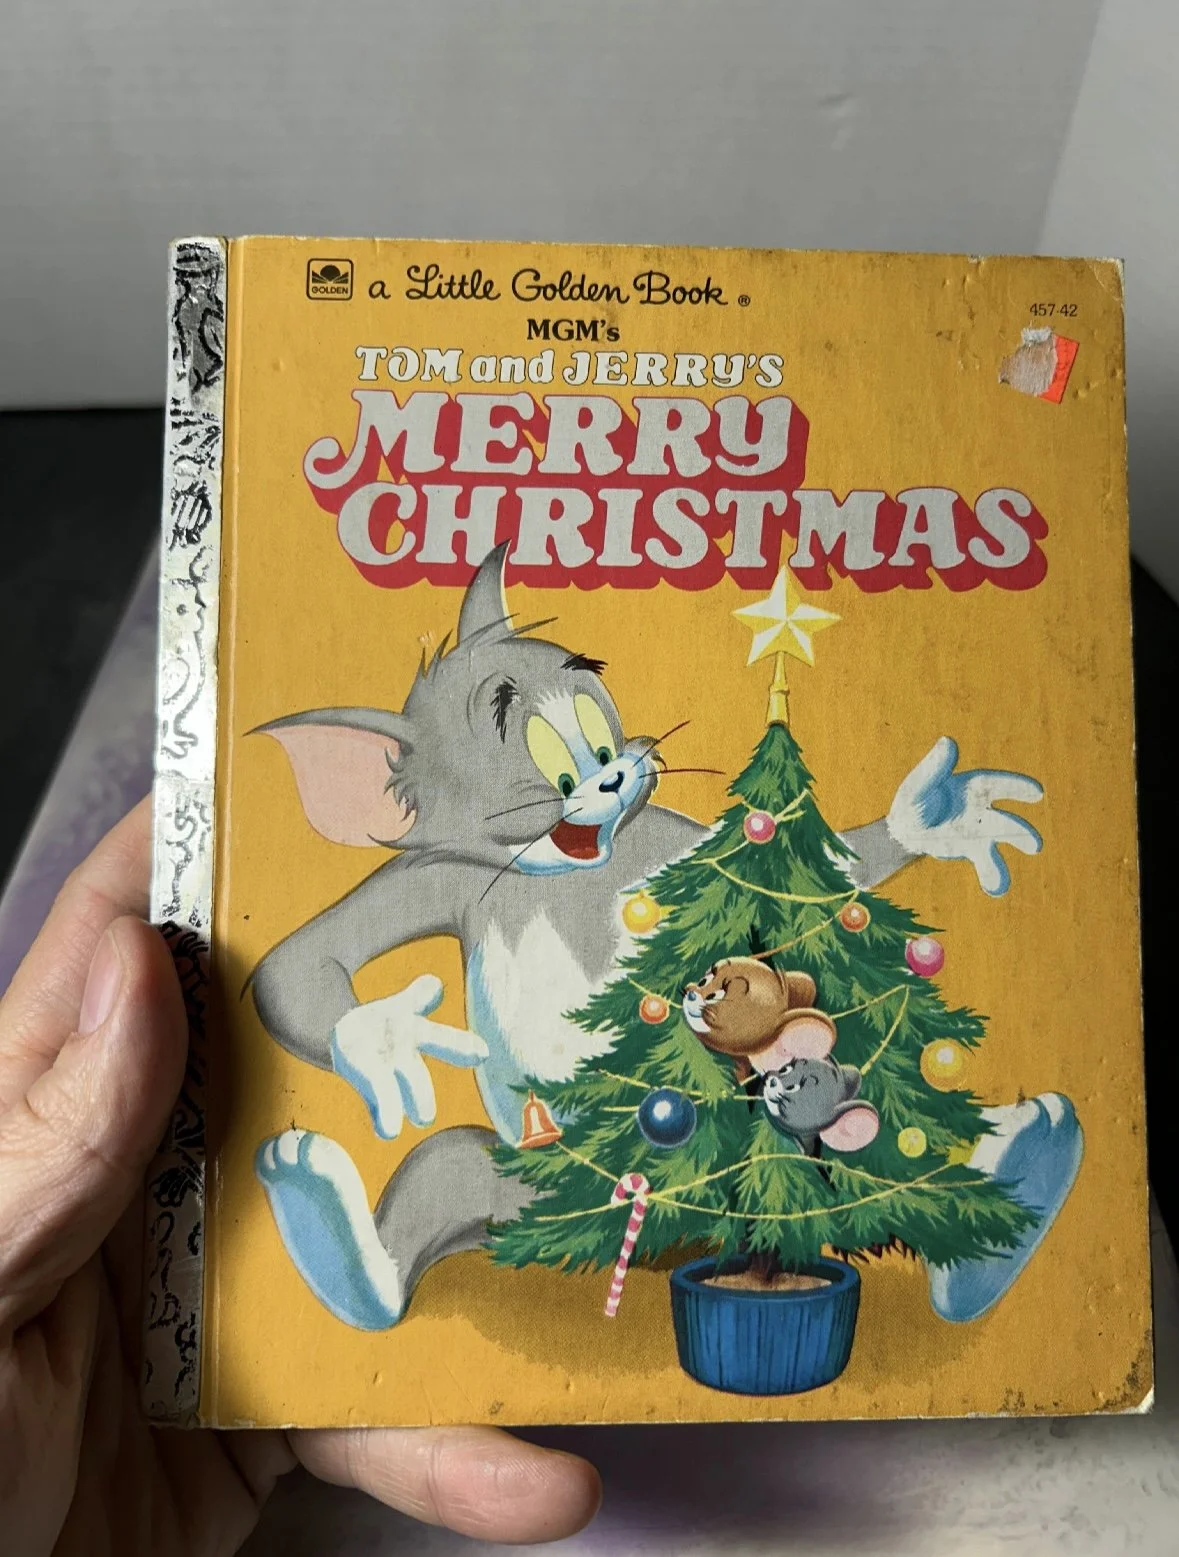 GOLDEN
a Little Golden Book ®
457-42
MGM's
TOM and JERRY'S
MERRY
CHRISTMAS